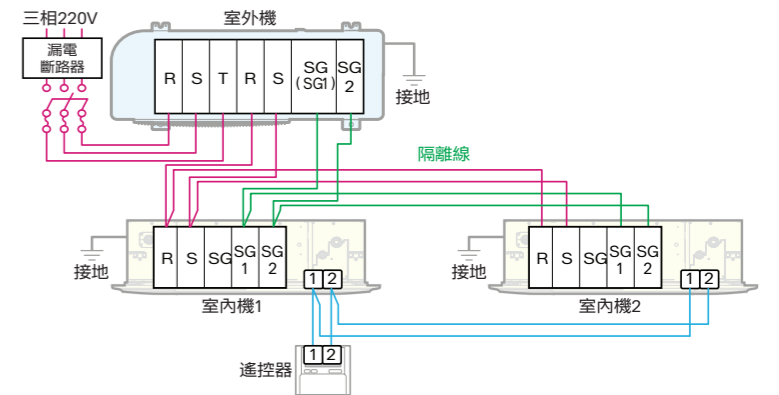 三相220V
室外機
漏電
斷路器
R S T R S SG SG
(SG1) 2
接地
隔離線
R S SG SG SG
1 2
接地
1 2
室內機1
R S SG SG SG
1 2
接地
1 2
室內機2
1 2
遙控器